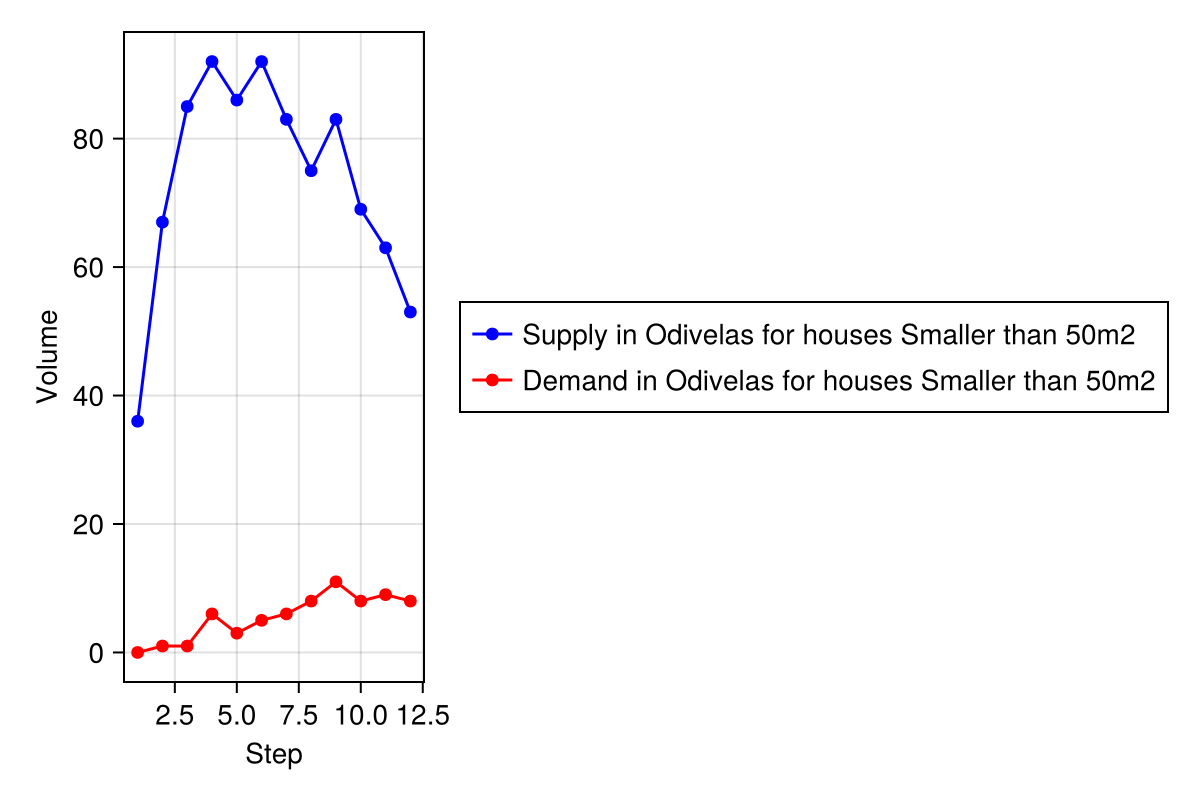 80
60
40
20
0
Volume
2.5 5.0 7.5 10.0 12.5
Step
Supply in Odivelas for houses Smaller than 50m2
Demand in Odivelas for houses Smaller than 50m2